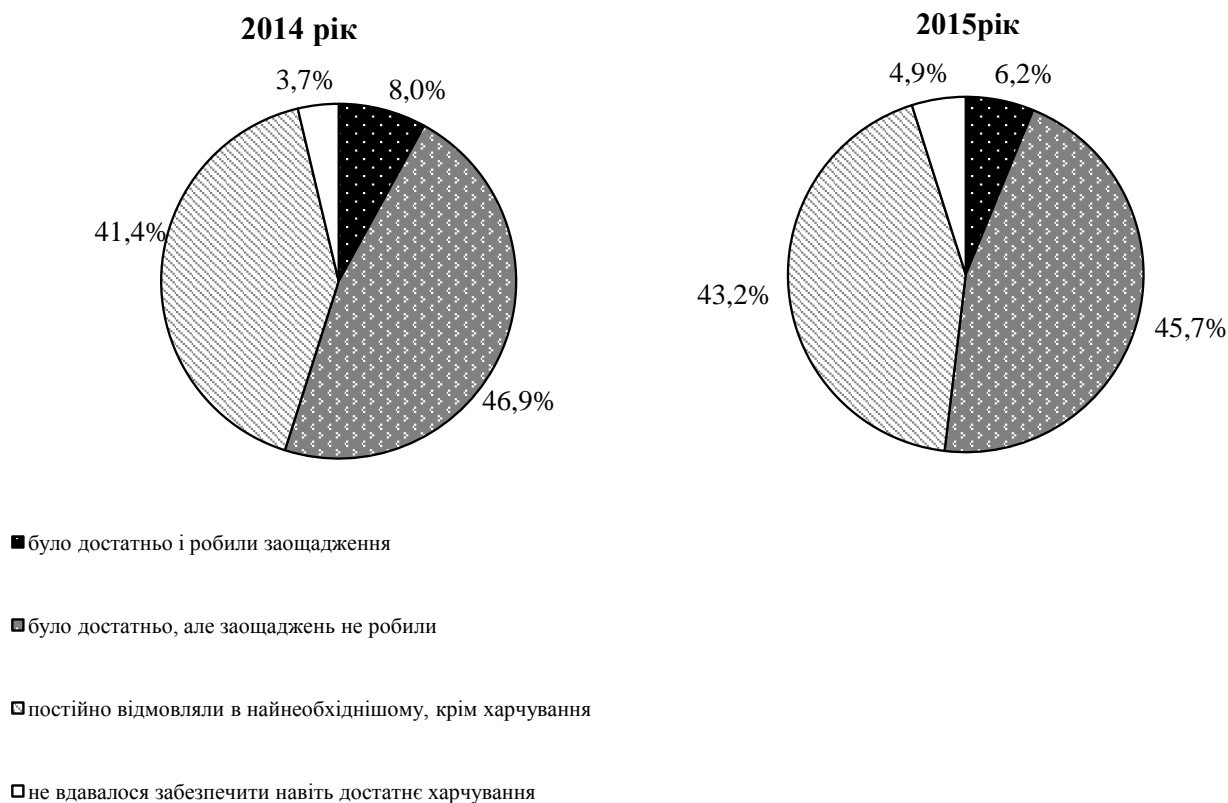 2014 рік
3,7%
8,0%
41,4%
46,9%
2015рік
4,9%
6,2%
43,2%
45,7%
було достатньо і робили заощадження
було достатньо, але заощаджень не робили
постійно відмовляли в найнеобхіднішому, крім харчування
не вдавалося забезпечити навіть достатнє харчування